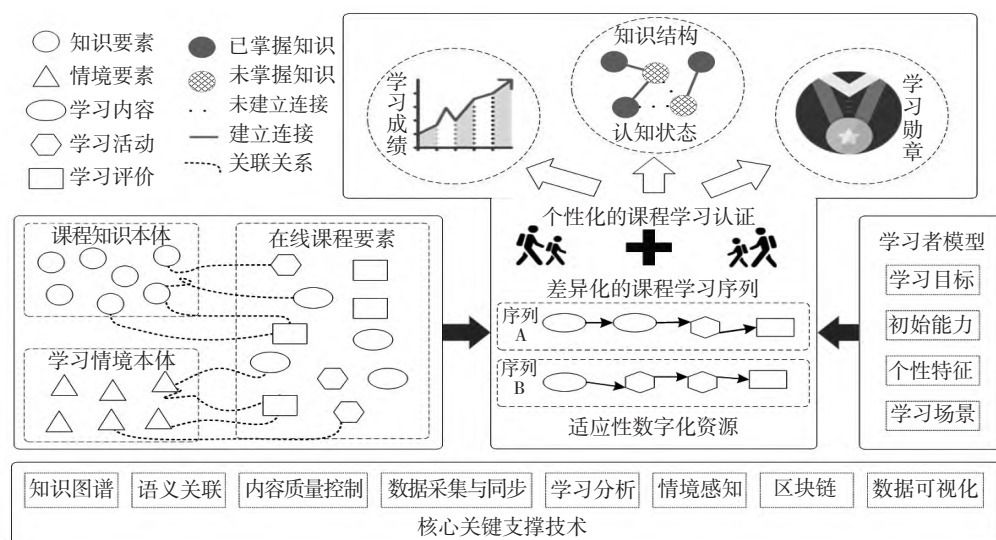 知识要素
情境要素
学习内容
学习活动
学习评价
已掌握知识
未掌握知识
未建立连接
建立连接
关联关系
学习成绩
知识结构
认知状态
学习勋章
个性化的课程学习认证
差异化的课程学习序列
序列
A
序列
B
适应性数字化资源
课程知识本体
在线课程要素
学习情境本体
学习者模型
学习目标
初始能力
个性特征
学习场景
知识图谱
语义关联
内容质量控制
数据采集与同步
学习分析
情境感知
区块链
数据可视化
核心关键支撑技术